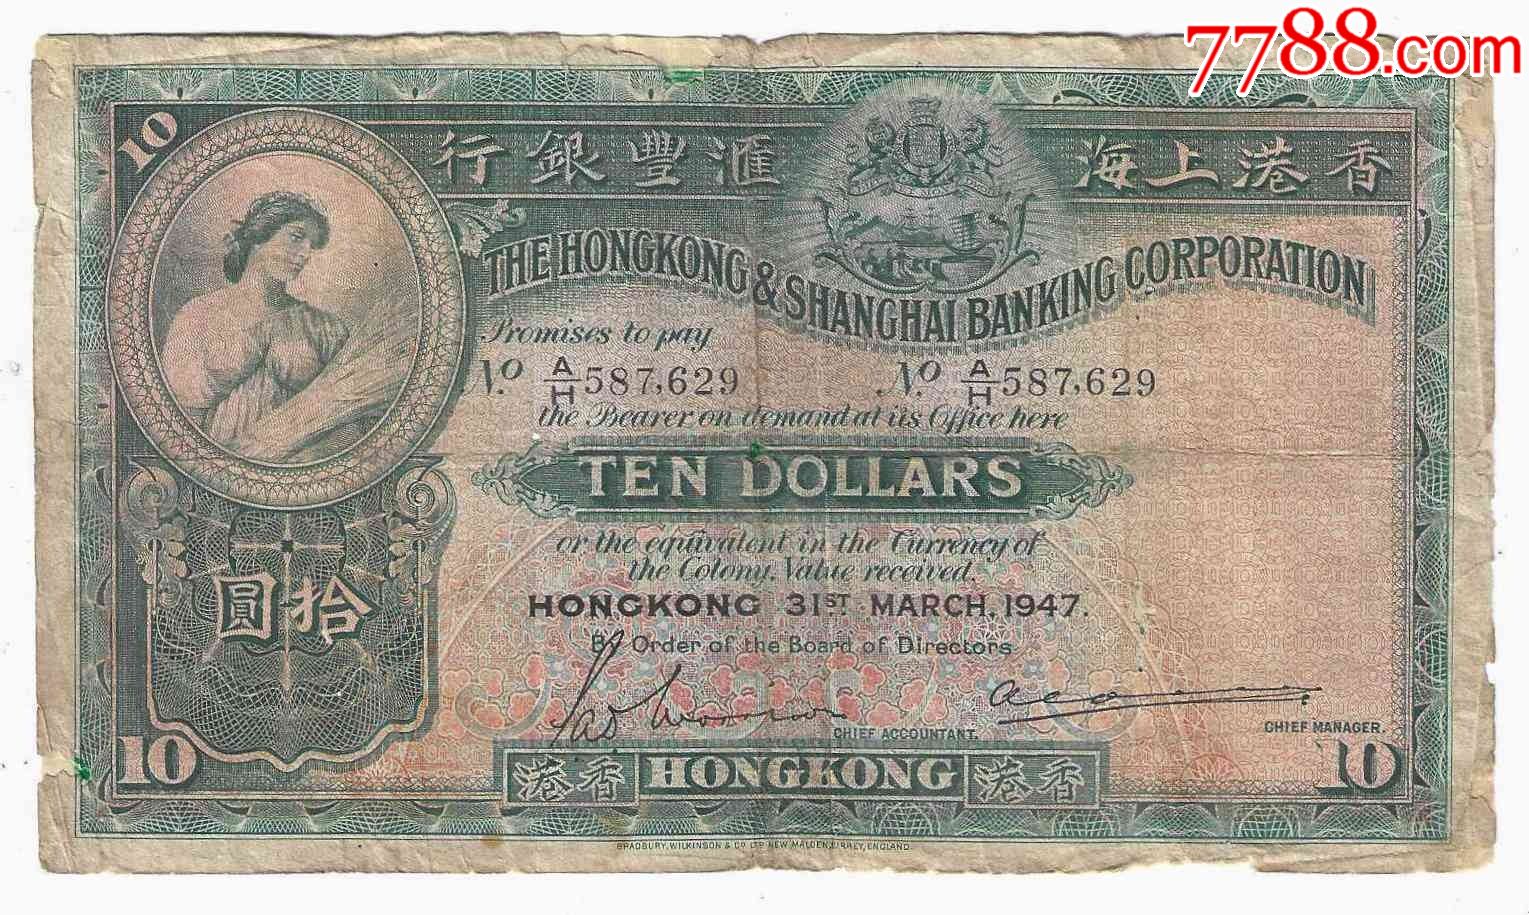 7788.com
10
行銀豐滙 海上港香
THE HONGKONG & SHANGHAI BANKING CORPORATION
Promises to pay
No. A/H 587,629 No. A/H 587,629
the Bearer on demand at its Office here
TEN DOLLARS
or the equivalent in the Currency of
the Colony. Value received.
圓拾
HONGKONG 31ST MARCH, 1947.
By Order of the Board of Directors
CHIEF ACCOUNTANT.
CHIEF MANAGER.
10 港香 HONGKONG 港香 10
BRADBURY, WILKINSON & Co LTD NEW MALDEN, SURREY, ENGLAND.